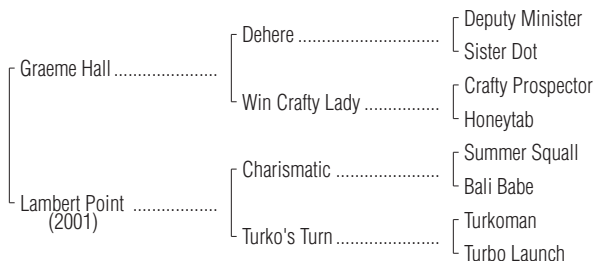 Deputy Minister
Dehere ..............................
Sister Dot
Graeme Hall......................
Crafty Prospector
Win Crafty Lady ................
Honeytab
Summer Squall
Charismatic ......................
Bali Babe
Lambert Point ..................
(2001)
Turkoman
Turko's Turn......................
Turbo Launch